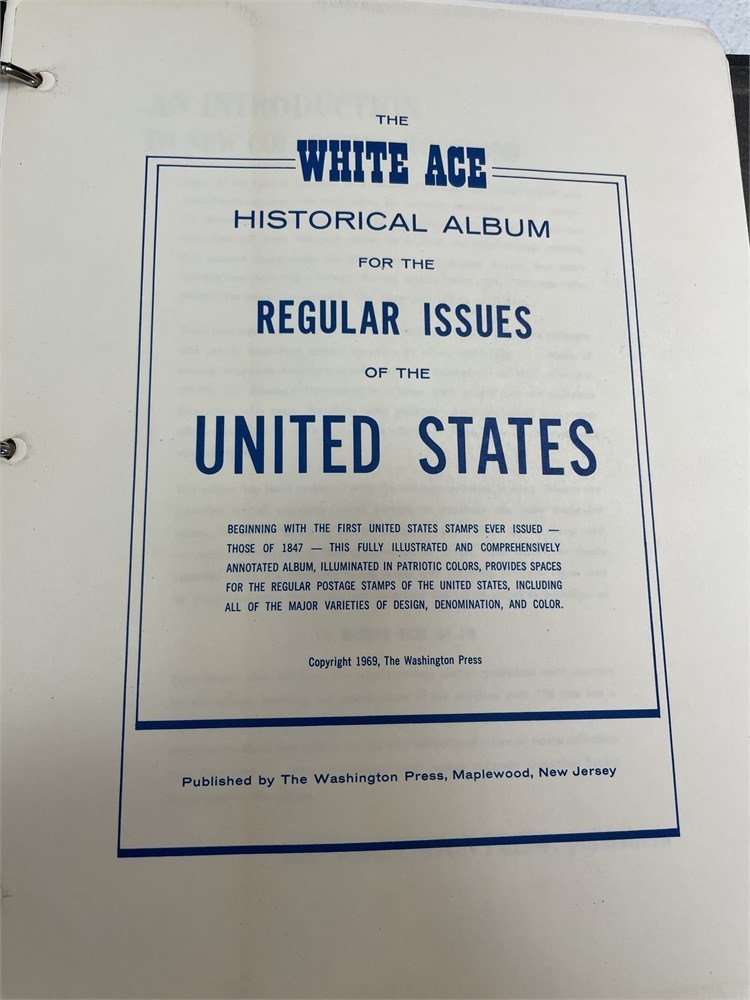 THE
WHITE ACE
HISTORICAL ALBUM
FOR THE
REGULAR ISSUES
OF THE
UNITED STATES
BEGINNING WITH THE FIRST UNITED STATES STAMPS EVER ISSUED —
THOSE OF 1847 — THIS FULLY ILLUSTRATED AND COMPREHENSIVELY
ANNOTATED ALBUM, ILLUMINATED IN PATRIOTIC COLORS, PROVIDES SPACES
FOR THE REGULAR POSTAGE STAMPS OF THE UNITED STATES, INCLUDING
ALL OF THE MAJOR VARIETIES OF DESIGN, DENOMINATION, AND COLOR.
Copyright 1969, The Washington Press
Published by The Washington Press, Maplewood, New Jersey